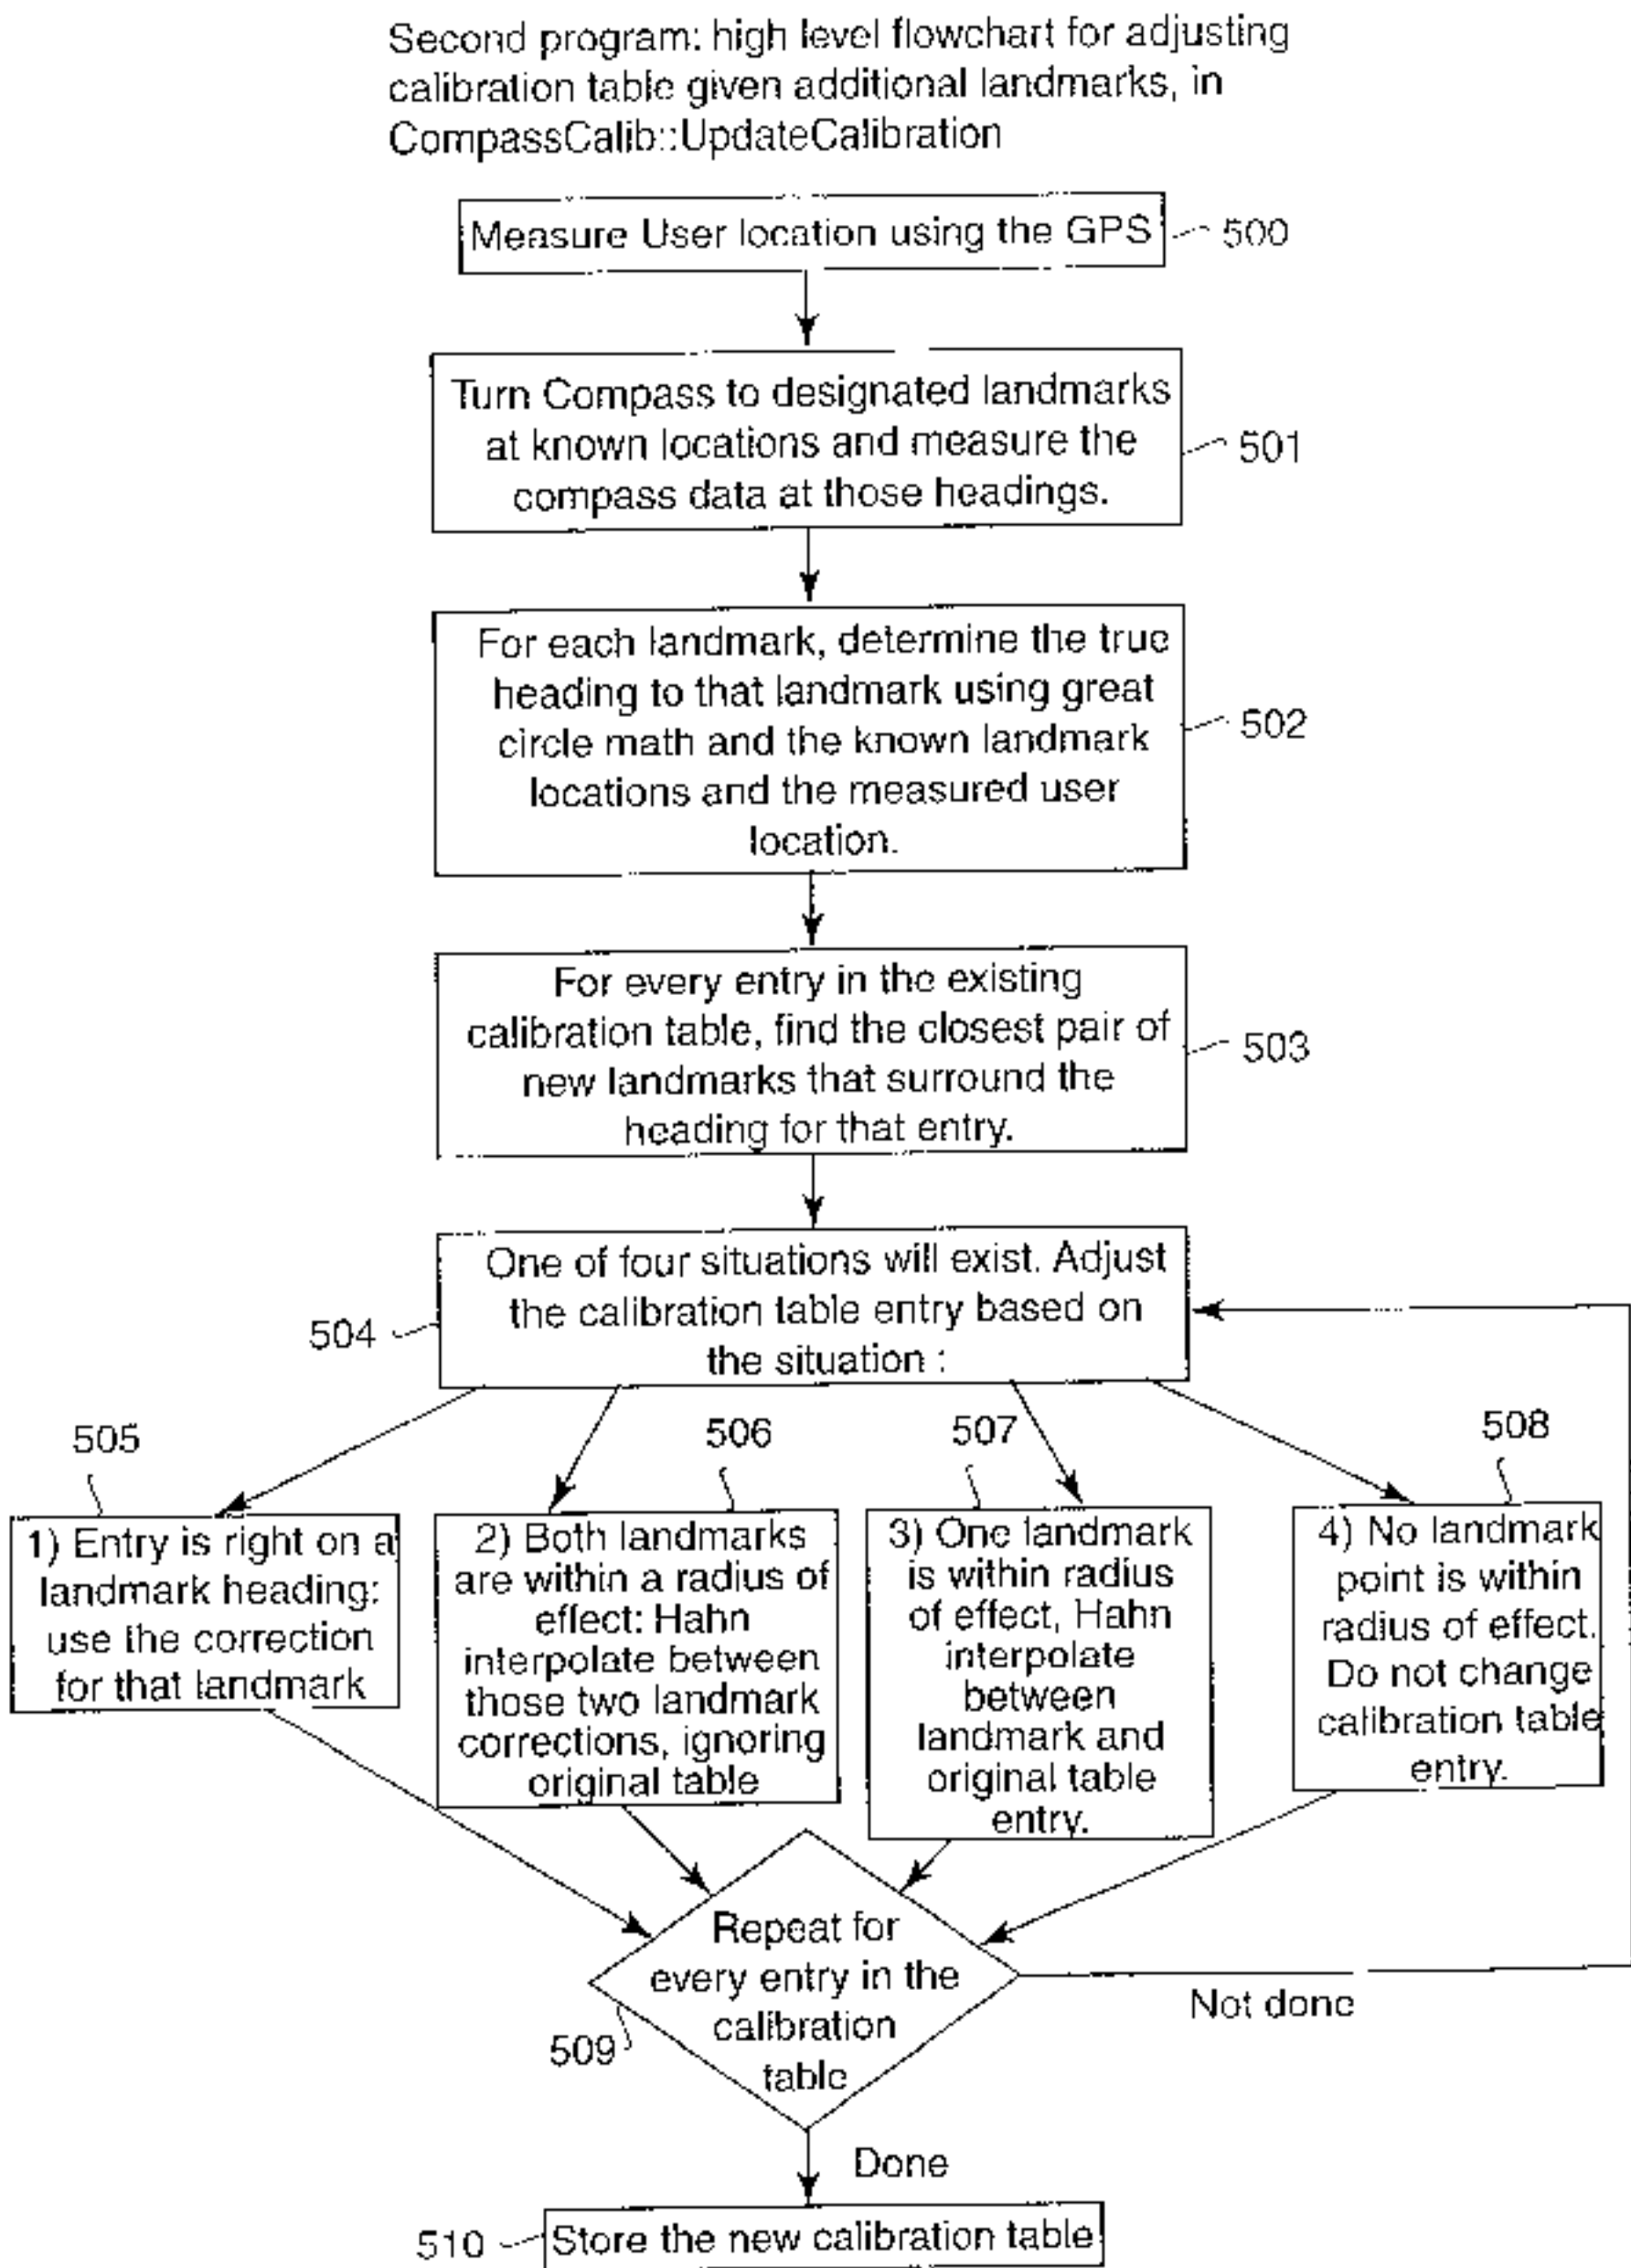 Second program: high level flowchart for adjusting
calibration table given additional landmarks, in
CompassCalib::UpdateCalibration
Measure User location using the GPS
500
Turn Compass to designated landmarks
at known locations and measure the
compass data at those headings.
501
For each landmark, determine the true
heading to that landmark using great
circle math and the known landmark
locations and the measured user
location.
502
For every entry in the existing
calibration table, find the closest pair of
new landmarks that surround the
heading for that entry.
503
One of four situations will exist. Adjust
the calibration table entry based on
the situation :
504
505
1) Entry is right on a
landmark heading:
use the correction
for that landmark
506
2) Both landmarks
are within a radius of
effect: Hahn
interpolate between
those two landmark
corrections, ignoring
original table
507
3) One landmark
is within radius
of effect, Hahn
interpolate
between
landmark and
original table
entry.
508
4) No landmark
point is within
radius of effect.
Do not change
calibration table
entry.
Repeat for
every entry in the
calibration
table
509
Not done
Done
510
Store the new calibration table